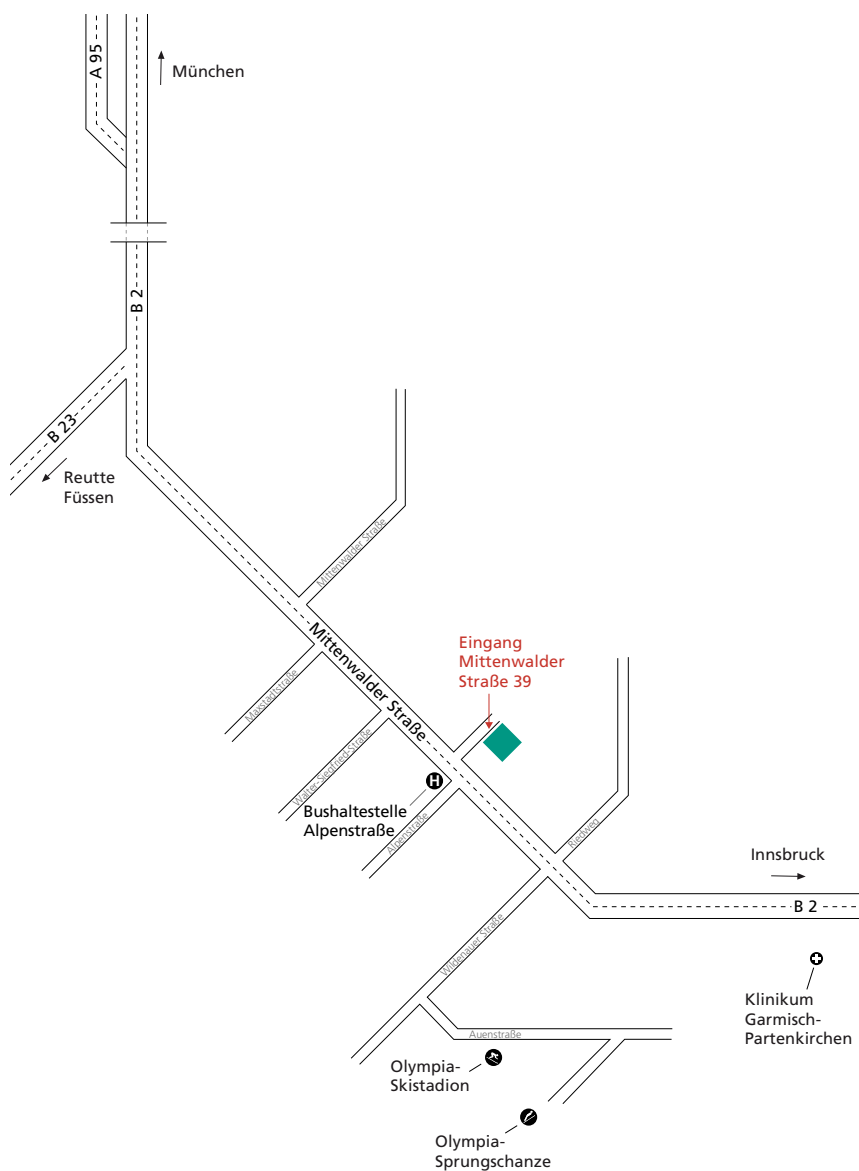 A 95
München
B 2
B 23
Reutte
Füssen
Mittenwalder Straße
Mittenwalder Straße
Maxstadtstraße
Eingang
Mittenwalder
Straße 39
Walter-Siegfried-Straße
H
Bushaltestelle
Alpenstraße
Alpenstraße
Riedweg
Innsbruck
B 2
Wildenauer Straße
Klinikum
Garmisch-
Partenkirchen
Auenstraße
Olympia-
Skistadion
Olympia-
Sprungschanze